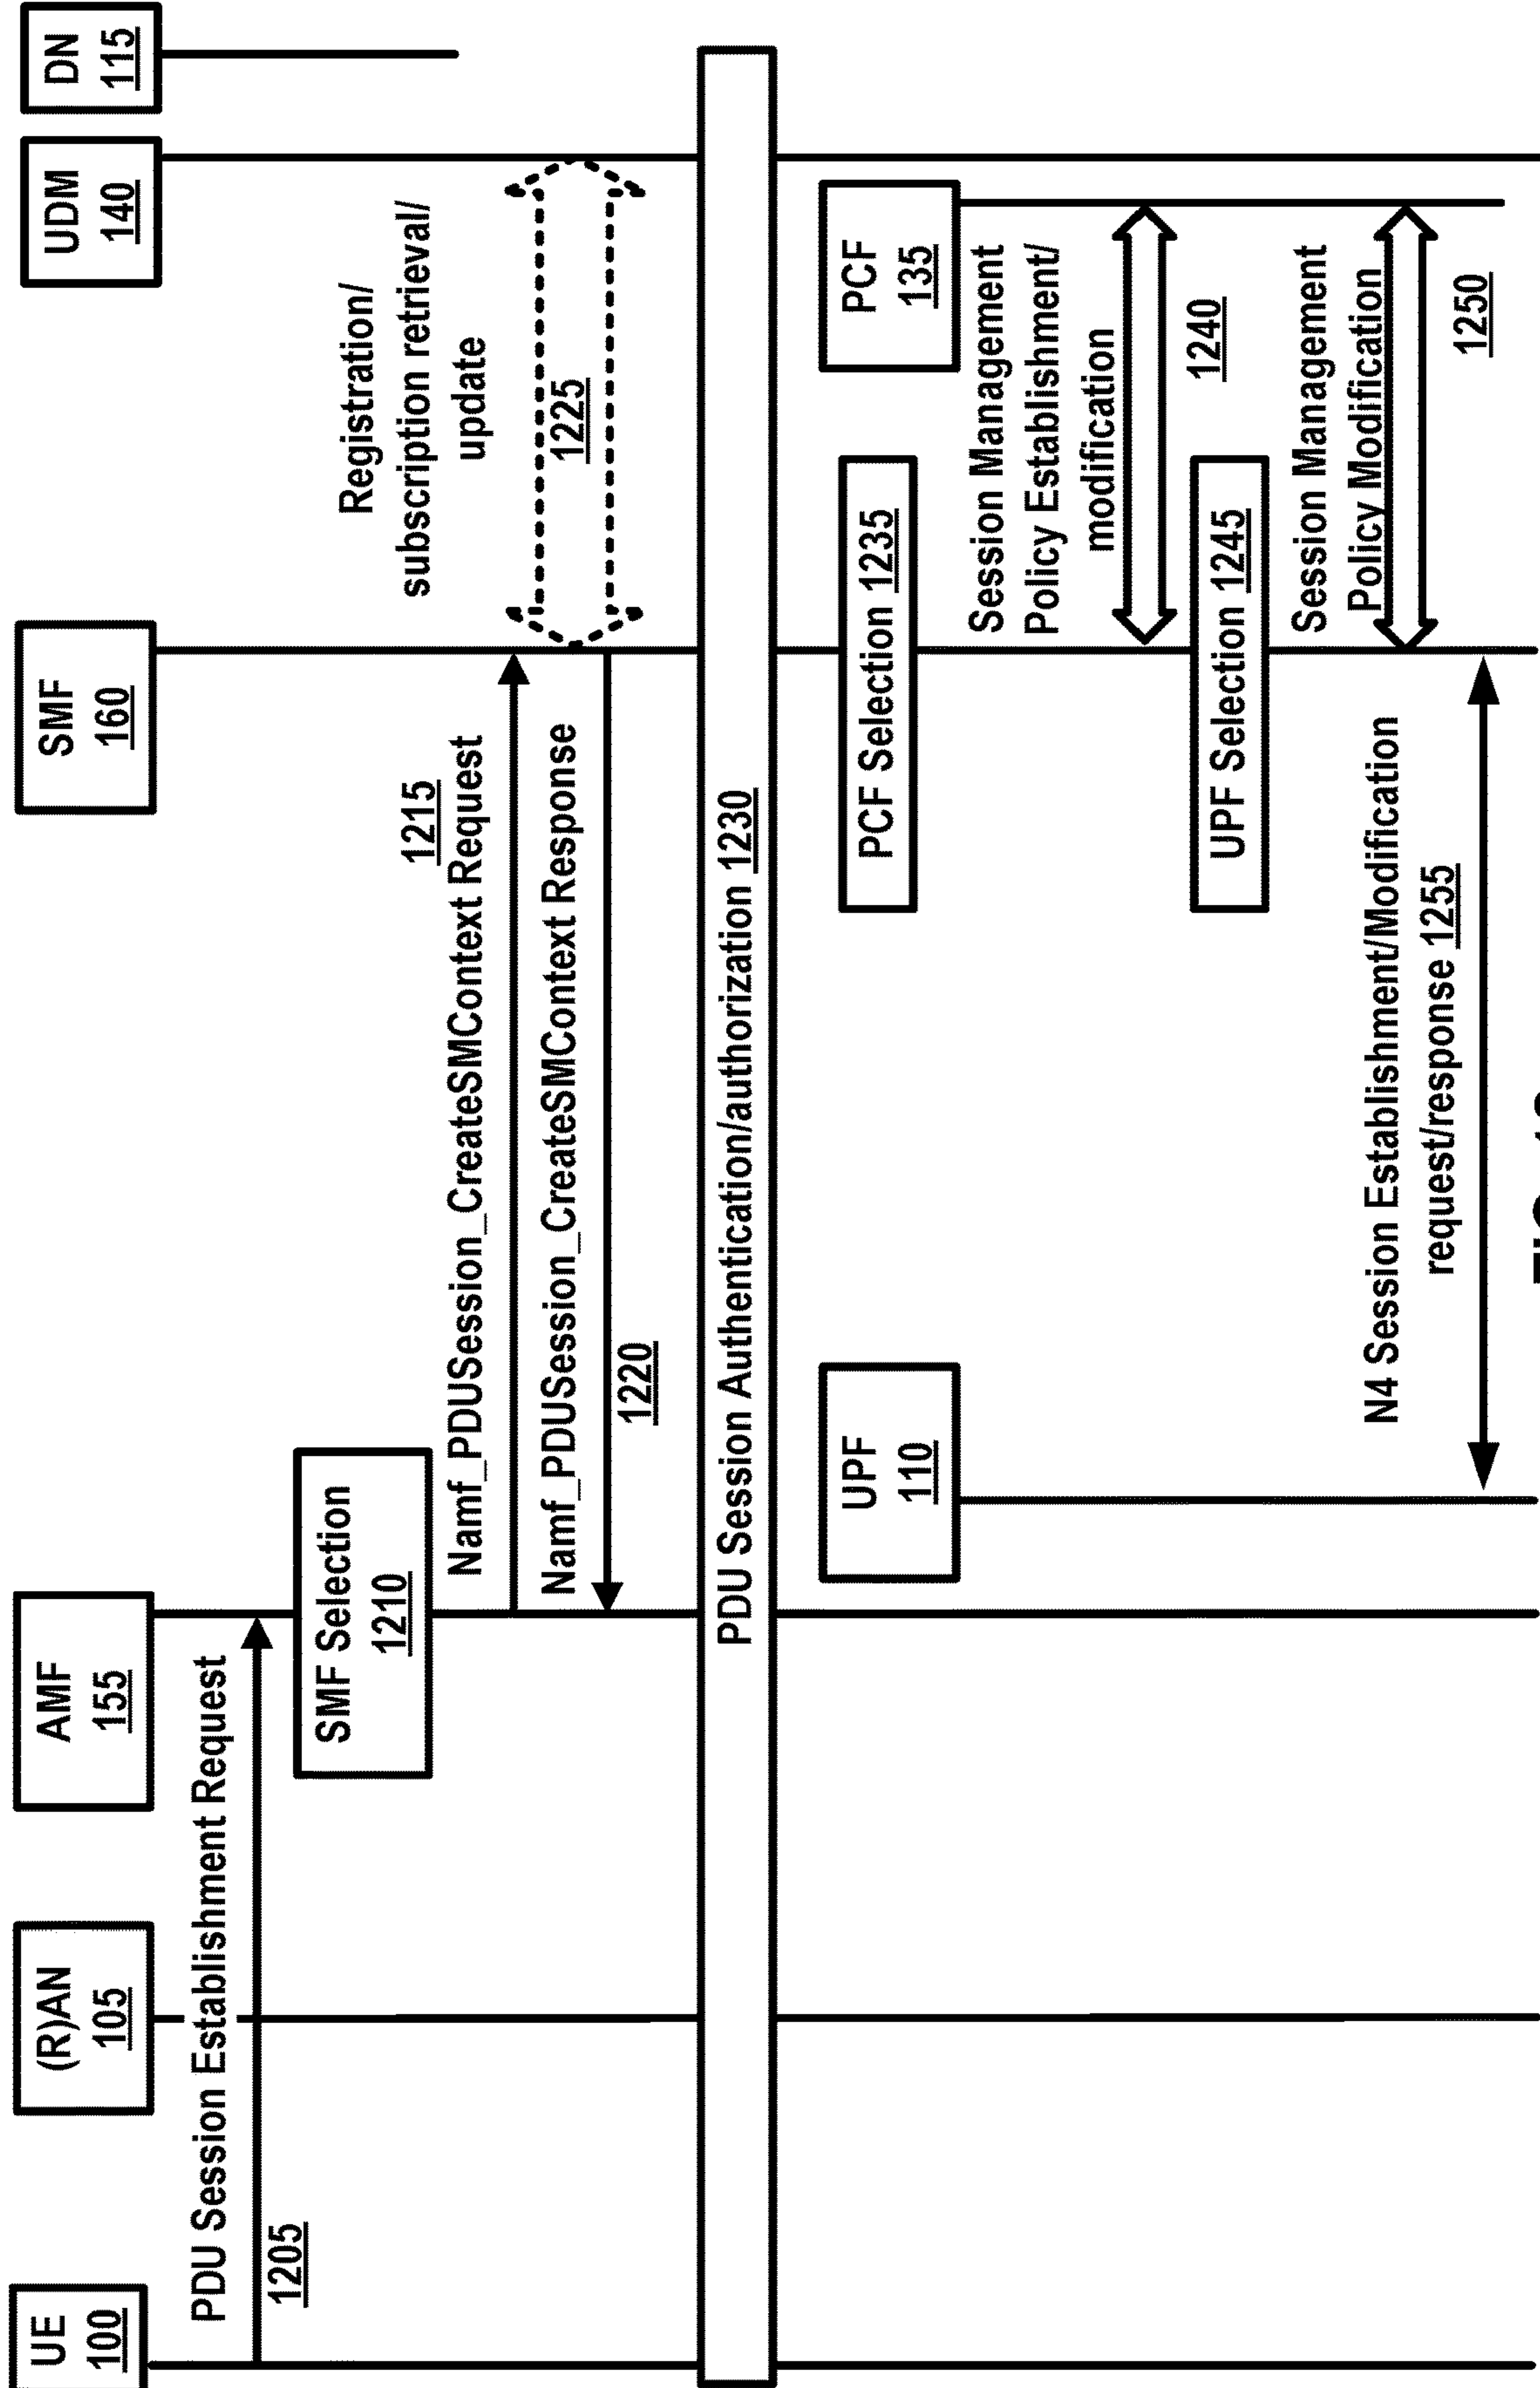 UE
100
(R)AN
105
AMF
155
SMF
160
UDM
140
DN
115
PDU Session Establishment Request
1205
SMF Selection
1210
1215
Namf_PDUSession_CreateSMContext Request
Namf_PDUSession_CreateSMContext Response
1220
Registration/
subscription retrieval/
update
1225
PDU Session Authentication/authorization 1230
UPF
110
PCF
135
PCF Selection 1235
Session Management
Policy Establishment/
modification
1240
UPF Selection 1245
Session Management
Policy Modification
1250
N4 Session Establishment/Modification
request/response 1255